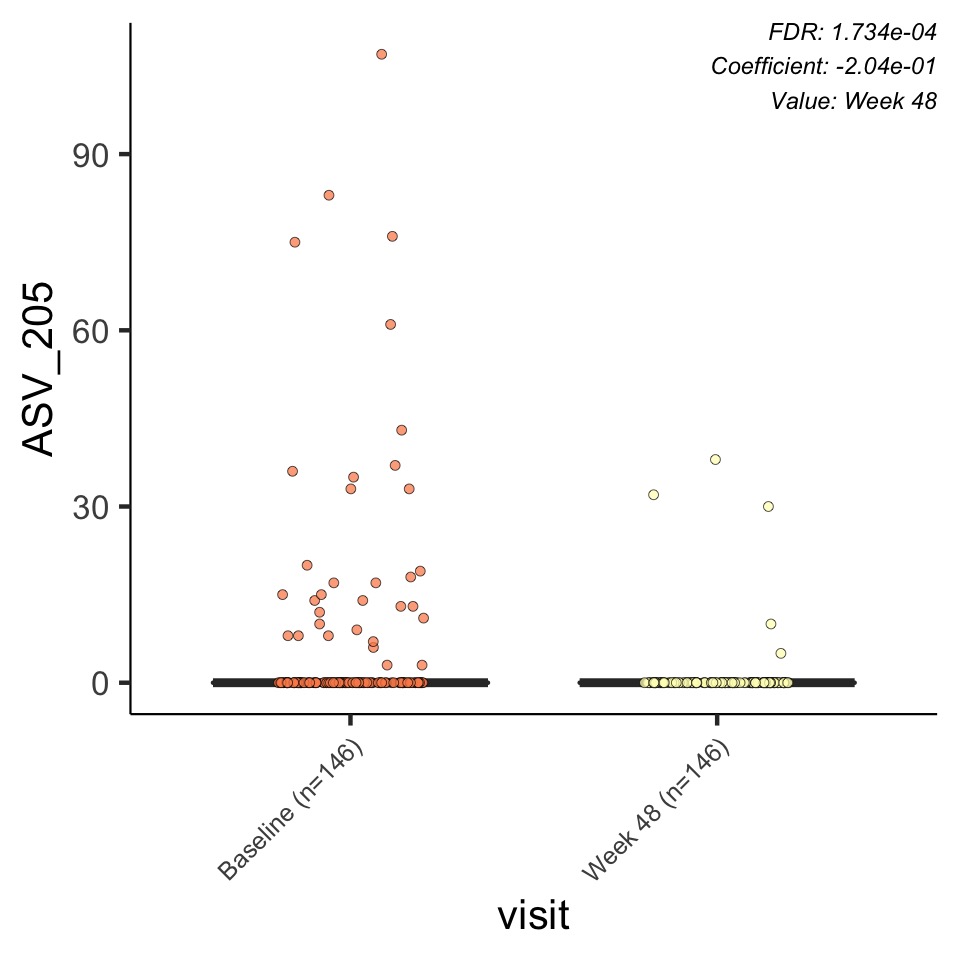 FDR: 1.734e-04
Coefficient: -2.04e-01
Value: Week 48
90
60
30
0
ASV_205
Baseline (n=146)
Week 48 (n=146)
visit